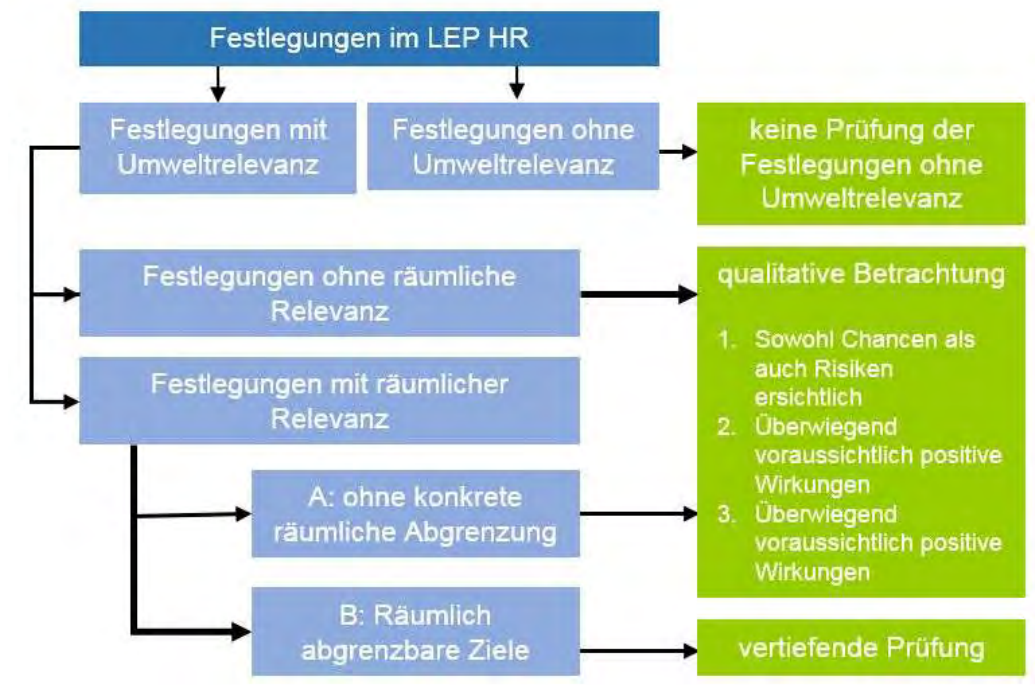 Festlegungen im LEP HR
Festlegungen mit
Umweltrelevanz
Festlegungen ohne
Umweltrelevanz
keine Prüfung der
Festlegungen ohne
Umweltrelevanz
Festlegungen ohne räumliche
Relevanz
qualitative Betrachtung
1. Sowohl Chancen als
auch Risiken
ersichtlich
2. Überwiegend
voraussichtlich positive
Wirkungen
3. Überwiegend
voraussichtlich positive
Wirkungen
Festlegungen mit räumlicher
Relevanz
A: ohne konkrete
räumliche Abgrenzung
B: Räumlich
abgrenzbare Ziele
vertiefende Prüfung